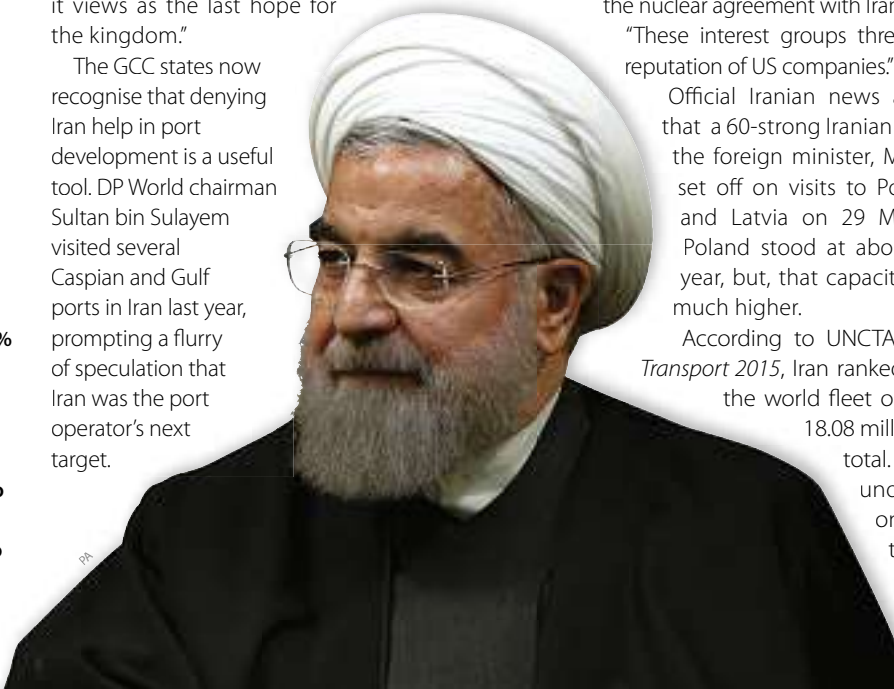 it views as the last hope for
the kingdom.”
The GCC states now
recognise that denying
Iran help in port
development is a useful
tool. DP World chairman
Sultan bin Sulayem
visited several
Caspian and Gulf
ports in Iran last year,
prompting a flurry
of speculation that
Iran was the port
operator’s next
target.
%
PA
the nuclear agreement with Iran
“These interest groups thre
reputation of US companies.”
Official Iranian news
that a 60-strong Iranian
the foreign minister, M
set off on visits to Po
and Latvia on 29 M
Poland stood at abo
year, but, that capacit
much higher.
According to UNCTA
Transport 2015, Iran ranked
the world fleet o
18.08 mill
total.